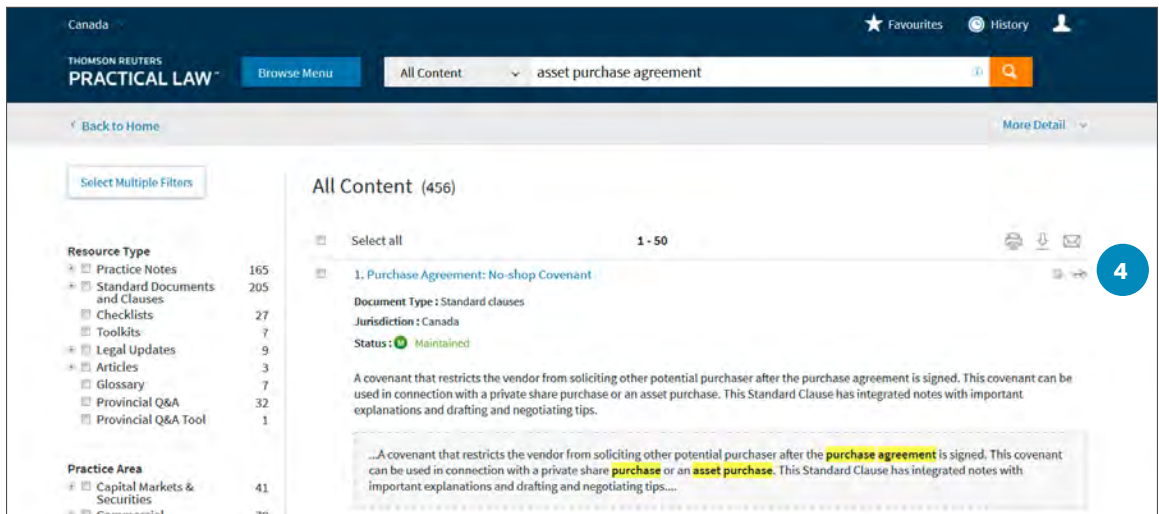 Canada
Favourites
History
THOMSON REUTERS
PRACTICAL LAW™
Browse Menu
All Content
asset purchase agreement
Back to Home
More Detail
Select Multiple Filters
All Content (456)
Select all
1 - 50
Resource Type
Practice Notes 165
Standard Documents 205
and Clauses
Checklists 27
Toolkits 7
Legal Updates 9
Articles 3
Glossary 7
Provincial Q&A 32
Provincial Q&A Tool 1
Practice Area
Capital Markets & 41
Securities
1. Purchase Agreement: No-shop Covenant
4
Document Type : Standard clauses
Jurisdiction : Canada
Status : M Maintained
A covenant that restricts the vendor from soliciting other potential purchaser after the purchase agreement is signed. This covenant can be
used in connection with a private share purchase or an asset purchase. This Standard Clause has integrated notes with important
explanations and drafting and negotiating tips.
...A covenant that restricts the vendor from soliciting other potential purchaser after the purchase agreement is signed. This covenant
can be used in connection with a private share purchase or an asset purchase. This Standard Clause has integrated notes with
important explanations and drafting and negotiating tips....